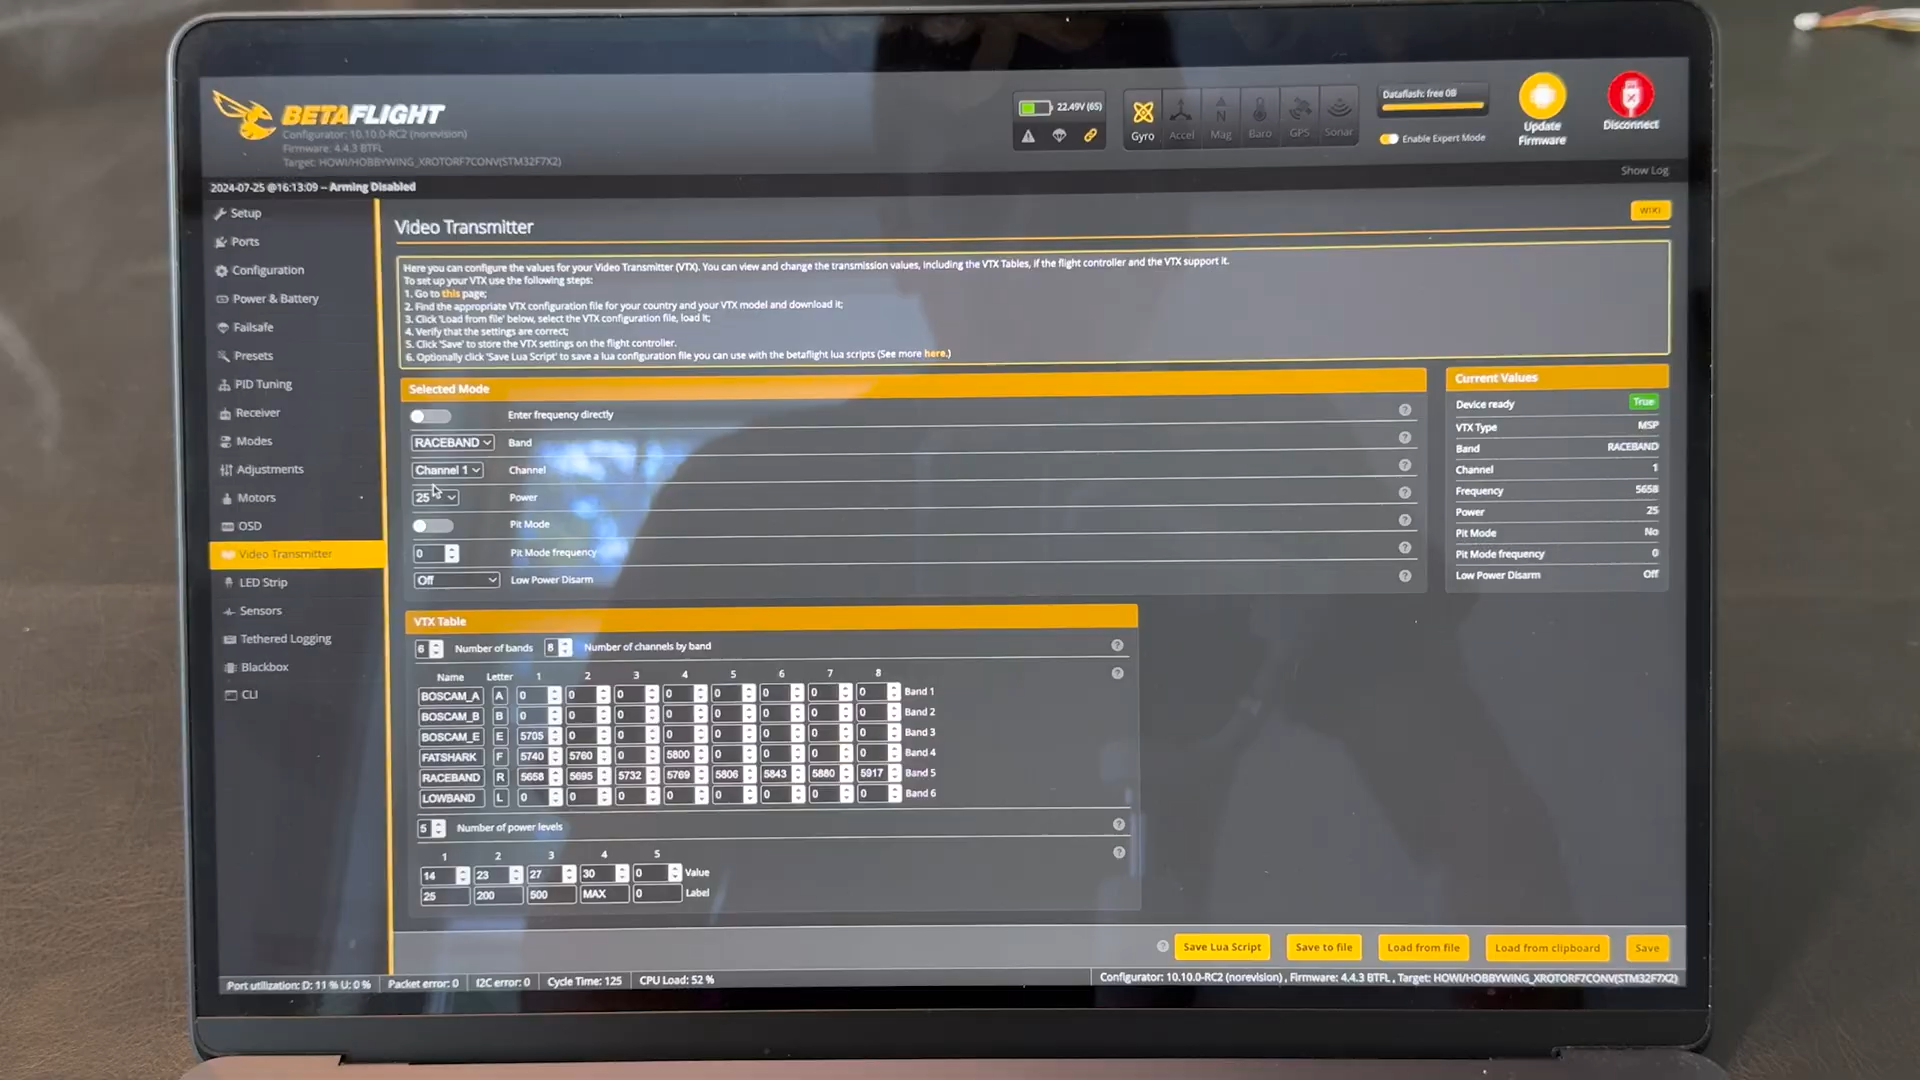 BETAFLIGHT
Configurator: 10.10.0-RC2 (norevision)
Firmware: 4.4.3 BTFL
Target: HOWI/HOBBYWING_XROTORF7CONV(STM32F7X2)
22.49V (6S)
Gyro Accel Mag Baro GPS Sonar
Dataflash: free 0B
Enable Expert Mode
Update Firmware
Disconnect
2024-07-25 @16:13:09 -- Arming Disabled
Show Log
Setup
Ports
Configuration
Power & Battery
Failsafe
Presets
PID Tuning
Receiver
Modes
Adjustments
Motors
OSD
Video Transmitter
LED Strip
Sensors
Tethered Logging
Blackbox
CLI
Video Transmitter
WIKI
Here you can configure the values for your Video Transmitter (VTX). You can view and change the transmission values, including the VTX Tables, if the flight controller and the VTX support it.
To set up your VTX use the following steps:
1. Go to this page;
2. Find the appropriate VTX configuration file for your country and your VTX model and download it;
3. Click 'Load from file' below, select the VTX configuration file, load it;
4. Verify that the settings are correct;
5. Click 'Save' to store the VTX settings on the flight controller.
6. Optionally click 'Save Lua Script' to save a lua configuration file you can use with the betaflight lua scripts (See more here.)
Selected Mode
Enter frequency directly
RACEBAND Band
Channel 1 Channel
25 Power
Pit Mode
0 Pit Mode frequency
Off Low Power Disarm
Current Values
Device ready True
VTX Type MSP
Band RACEBAND
Channel 1
Frequency 5658
Power 25
Pit Mode No
Pit Mode frequency 0
Low Power Disarm Off
VTX Table
6 Number of bands 8 Number of channels by band
Name Letter 1 2 3 4 5 6 7 8
BOSCAM_A A 0 0 0 0 0 0 0 0 Band 1
BOSCAM_B B 0 0 0 0 0 0 0 0 Band 2
BOSCAM_E E 5705 0 0 0 0 0 0 0 Band 3
FATSHARK F 5740 5760 0 5800 0 0 0 0 Band 4
RACEBAND R 5658 5695 5732 5769 5806 5843 5880 5917 Band 5
LOWBAND L 0 0 0 0 0 0 0 0 Band 6
5 Number of power levels
1 2 3 4 5
14 23 27 30 0 Value
25 200 500 MAX 0 Label
Save Lua Script
Save to file
Load from file
Load from clipboard
Save
Port utilization: D: 11 % U: 0 % Packet error: 0 I2C error: 0 Cycle Time: 125 CPU Load: 52 %
Configurator: 10.10.0-RC2 (norevision) , Firmware: 4.4.3 BTFL , Target: HOWI/HOBBYWING_XROTORF7CONV(STM32F7X2)